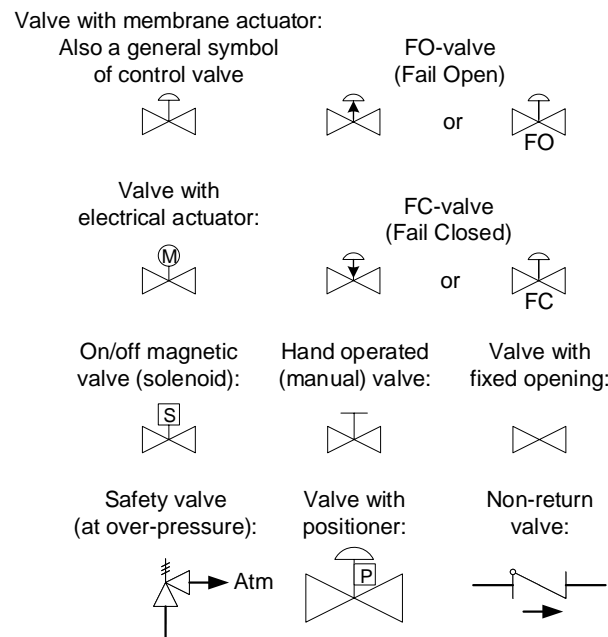 Valve with membrane actuator:
Also a general symbol
of control valve
FO-valve
(Fail Open)
or
FO
Valve with
electrical actuator:
M
FC-valve
(Fail Closed)
or
FC
On/off magnetic
valve (solenoid):
S
Hand operated
(manual) valve:
Valve with
fixed opening:
Safety valve
(at over-pressure):
Atm
Valve with
positioner:
P
Non-return
valve: